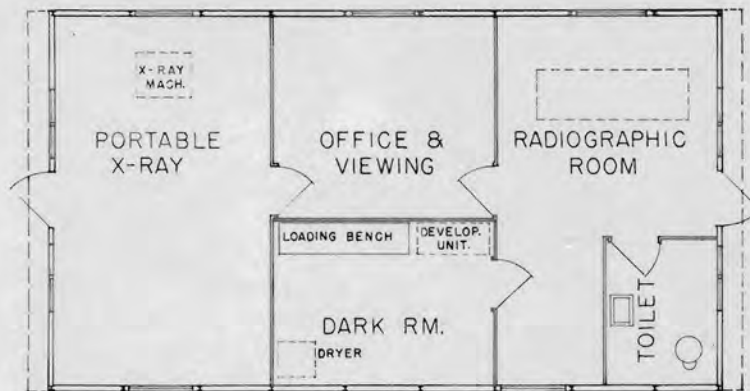 X-RAY
MACH.
PORTABLE
X-RAY
OFFICE &
VIEWING
RADIOGRAPHIC
ROOM
LOADING BENCH
DEVELOP.
UNIT.
DARK RM.
DRYER
TOILET